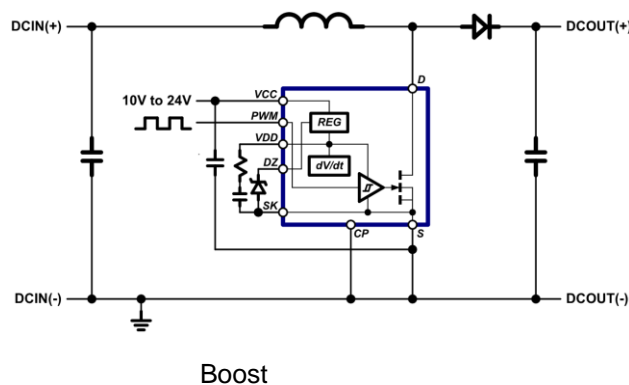 DCIN(+)
DCOUT(+)
D
VCC
10V to 24V
PWM
REG
VDD
DZ
dV/dt
SK
CP
S
DCIN(-)
DCOUT(-)
Boost